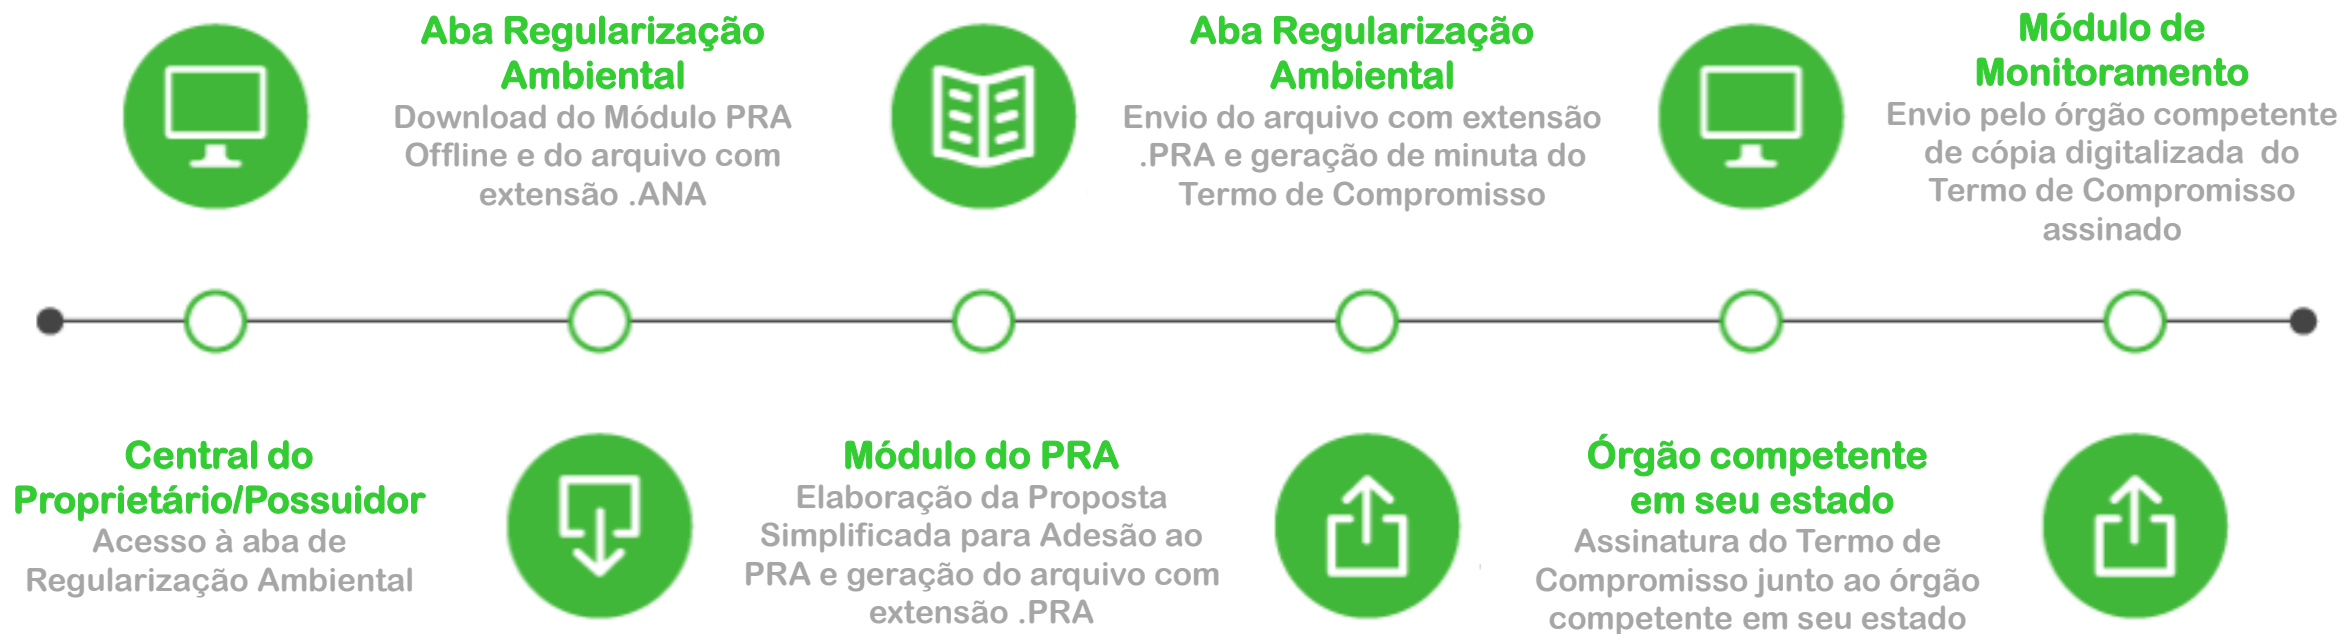 Central do
Proprietário/Possuidor
Acesso à aba de
Regularização Ambiental
Aba Regularização
Ambiental
Download do Módulo PRA
Offline e do arquivo com
extensão .ANA
Módulo do PRA
Elaboração da Proposta
Simplificada para Adesão ao
PRA e geração do arquivo com
extensão .PRA
Aba Regularização
Ambiental
Envio do arquivo com extensão
.PRA e geração de minuta do
Termo de Compromisso
Órgão competente
em seu estado
Assinatura do Termo de
Compromisso junto ao órgão
competente em seu estado
Módulo de
Monitoramento
Envio pelo órgão competente
de cópia digitalizada do
Termo de Compromisso
assinado